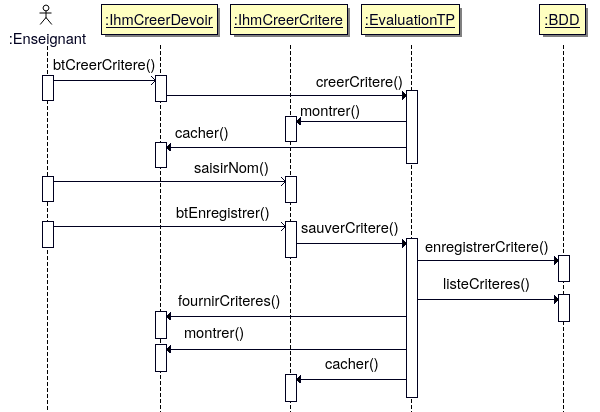 :IhmCreerDevoir
:IhmCreerCritere
:EvaluationTP
:BDD
:Enseignant
btCreerCritere()
creerCritere()
montrer()
cacher()
saisirNom()
btEnregistrer()
sauverCritere()
enregistrerCritere()
listeCriteres()
fournirCriteres()
montrer()
cacher()